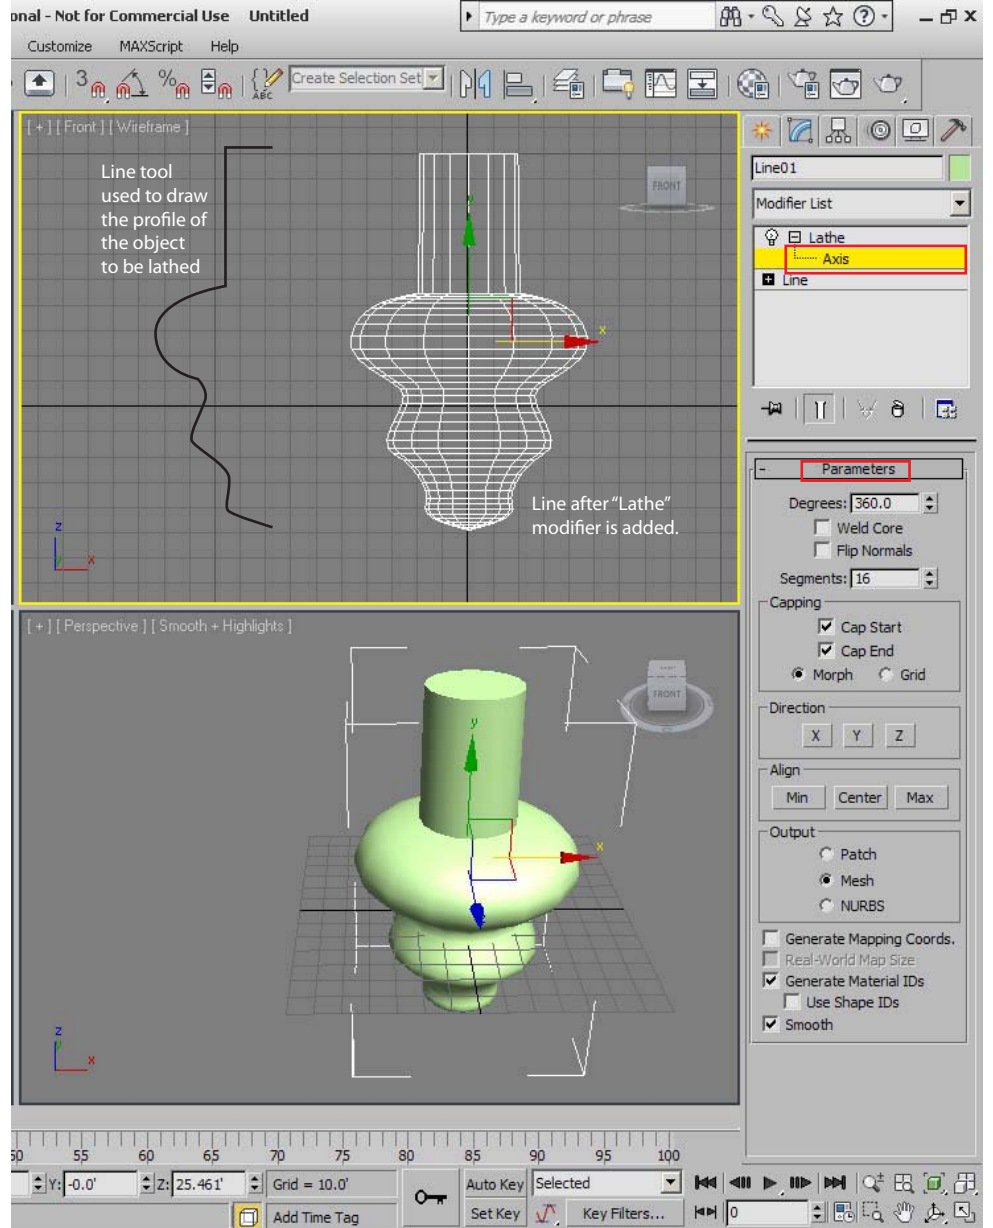 onal - Not for Commercial Use Untitled
Type a keyword or phrase
Customize MAXScript Help
3
%
ABC
Create Selection Set
[ + ] [ Front ] [ Wireframe ]
Line tool
used to draw
the profile of
the object
to be lathed
y
x
FRONT
Line after "Lathe"
modifier is added.
z
y
x
[ + ] [ Perspective ] [ Smooth + Highlights ]
FRONT
y
x
z
y
x
Line01
Modifier List
Lathe
Axis
Line
Parameters
Degrees: 360.0
Weld Core
Flip Normals
Segments: 16
Capping
Cap Start
Cap End
Morph Grid
Direction
X Y Z
Align
Min Center Max
Output
Patch
Mesh
NURBS
Generate Mapping Coords.
Real-World Map Size
Generate Material IDs
Use Shape IDs
Smooth
50 55 60 65 70 75 80 85 90 95 100
Y: -0.0' Z: 25.461' Grid = 10.0'
Auto Key Selected
Add Time Tag
Set Key Key Filters...
0